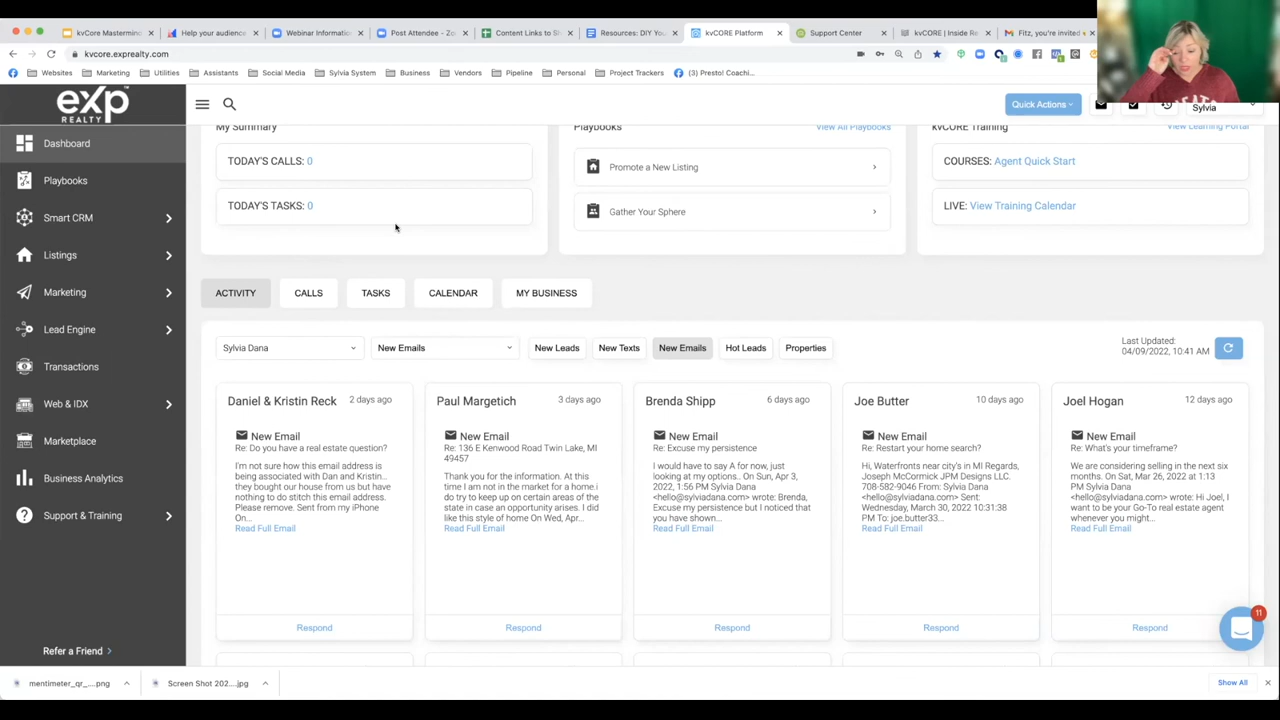 kvCore Mastermind
Help your audience
Webinar Informatio
Post Attendee - Zo
Content Links to Sh
Resources: DIY You
kvCORE Platform
Support Center
kvCORE | Inside Re
Fitz, you're invited
kvcore.exprealty.com
Websites
Marketing
Utilities
Assistants
Social Media
Sylvia System
Business
Vendors
Pipeline
Personal
Project Trackers
(3) Presto! Coachi...
exp
REALTY
Quick Actions
Sylvia
Dashboard
Playbooks
Smart CRM
Listings
Marketing
Lead Engine
Transactions
Web & IDX
Marketplace
Business Analytics
Support & Training
Refer a Friend
My Summary
TODAY'S CALLS: 0
TODAY'S TASKS: 0
Playbooks
View All Playbooks
Promote a New Listing
Gather Your Sphere
kvCORE Training
View Learning Portal
COURSES: Agent Quick Start
LIVE: View Training Calendar
ACTIVITY
CALLS
TASKS
CALENDAR
MY BUSINESS
Sylvia Dana
New Emails
New Leads
New Texts
New Emails
Hot Leads
Properties
Last Updated:
04/09/2022, 10:41 AM
Daniel & Kristin Reck
2 days ago
New Email
Re: Do you have a real estate question?
I'm not sure how this email address is
being associated with Dan and Kristin...
they bought our house from us but have
nothing to do stitch this email address.
Please remove. Sent from my iPhone
On...
Read Full Email
Respond
Paul Margetich
3 days ago
New Email
Re: 136 E Kenwood Road Twin Lake, MI
49457
Thank you for the information. At this
time I am not in the market for a home.i
do try to keep up on certain areas of the
state in case an opportunity arises. I did
like this style of home On Wed, Apr...
Read Full Email
Respond
Brenda Shipp
6 days ago
New Email
Re: Excuse my persistence
I would have to say A for now, just
looking at my options.. On Sun, Apr 3,
2022, 1:56 PM Sylvia Dana
<hello@sylviadana.com> wrote: Brenda,
Excuse my persistence but I noticed that
you have shown...
Read Full Email
Respond
Joe Butter
10 days ago
New Email
Re: Restart your home search?
Hi, Waterfronts near city's in MI Regards,
Joseph McCormick JPM Designs LLC.
708-582-9046 From: Sylvia Dana
<hello@sylviadana.com> Sent:
Wednesday, March 30, 2022 10:31:38
PM To: joe.butter33...
Read Full Email
Respond
Joel Hogan
12 days ago
New Email
Re: What's your timeframe?
We are considering selling in the next six
months. On Sat, Mar 26, 2022 at 1:13
PM Sylvia Dana
<hello@sylviadana.com> wrote: Hi Joel, I
want to be your Go-To real estate agent
whenever you might...
Read Full Email
Respond
11
mentimeter_qr_....png
Screen Shot 202....jpg
Show All